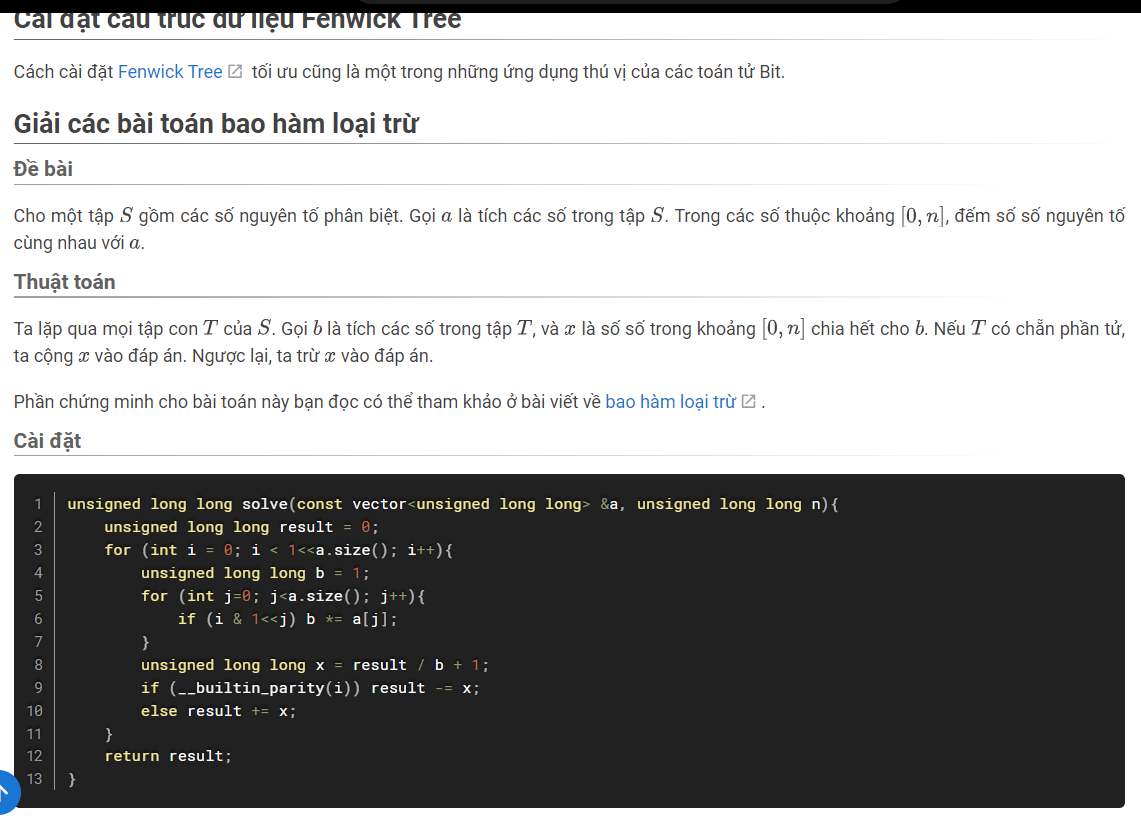 Cài đặt cấu trúc dữ liệu Fenwick Tree
Cách cài đặt Fenwick Tree tối ưu cũng là một trong những ứng dụng thú vị của các toán tử Bit.
Giải các bài toán bao hàm loại trừ
Đề bài
Cho một tập S gồm các số nguyên tố phân biệt. Gọi a là tích các số trong tập S. Trong các số thuộc khoảng [0, n], đếm số số nguyên tố
cùng nhau với a.
Thuật toán
Ta lặp qua mọi tập con T của S. Gọi b là tích các số trong tập T, và x là số số trong khoảng [0, n] chia hết cho b. Nếu T có chẵn phần tử,
ta cộng x vào đáp án. Ngược lại, ta trừ x vào đáp án.
Phần chứng minh cho bài toán này bạn đọc có thể tham khảo ở bài viết về bao hàm loại trừ .
Cài đặt
1 unsigned long long solve(const vector<unsigned long long> &a, unsigned long long n){
2     unsigned long long result = 0;
3     for (int i = 0; i < 1<<a.size(); i++){
4         unsigned long long b = 1;
5         for (int j=0; j<a.size(); j++){
6             if (i & 1<<j) b *= a[j];
7         }
8         unsigned long long x = result / b + 1;
9         if (__builtin_parity(i)) result -= x;
10         else result += x;
11     }
12     return result;
13 }